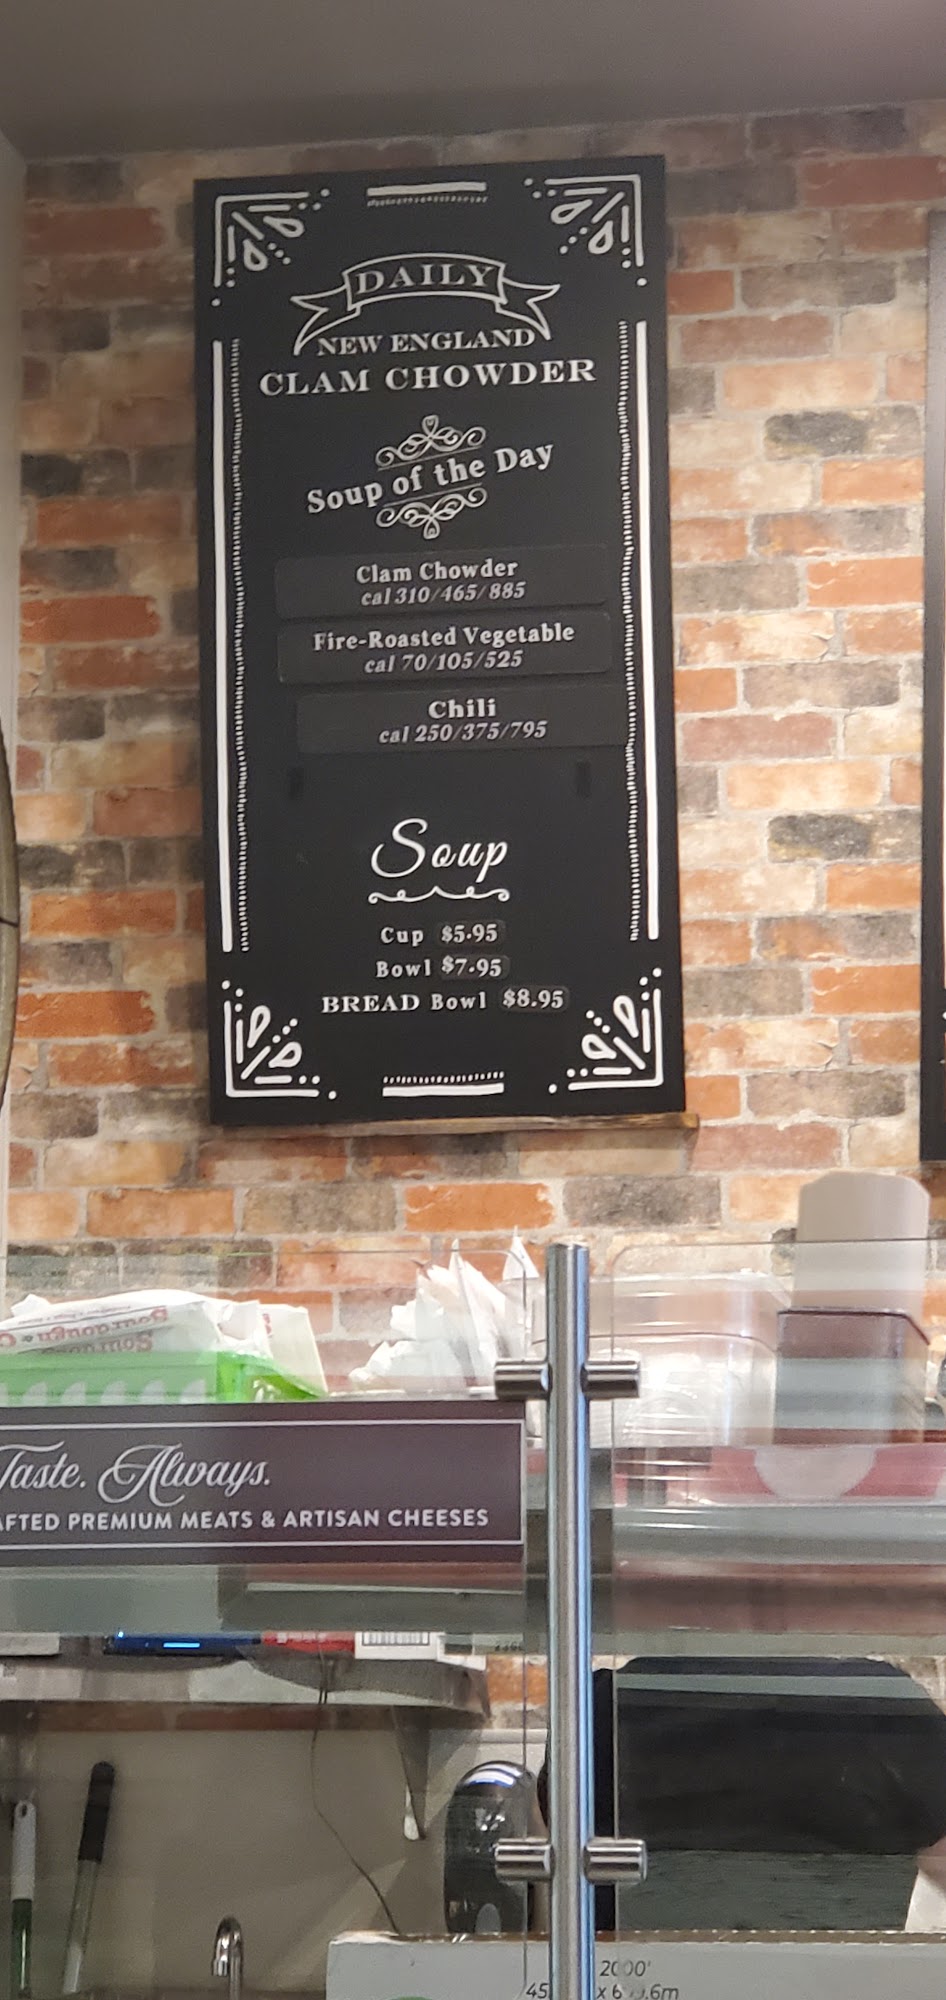 DAILY
NEW ENGLAND
CLAM CHOWDER
Soup of the Day
Clam Chowder
cal 310/465/885
Fire-Roasted Vegetable
cal 70/105/525
Chili
cal 250/375/795
Soup
Cup $5.95
Bowl $7.95
BREAD Bowl $8.95
Taste. Always.
AFTED PREMIUM MEATS & ARTISAN CHEESES
2000'